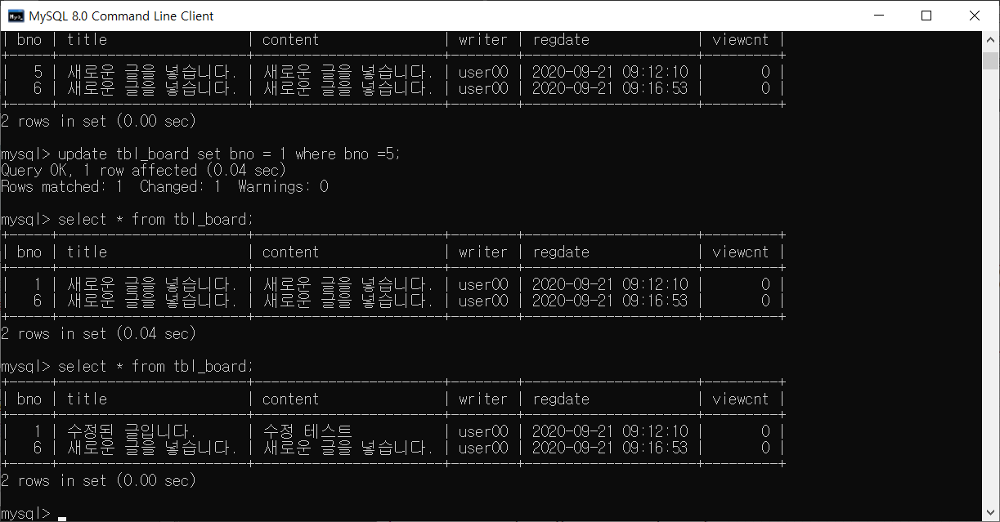 MySQL 8.0 Command Line Client
| bno | title | content | writer | regdate | viewcnt |
| 5 | 새로운 글을 넣습니다. | 새로운 글을 넣습니다. | user00 | 2020-09-21 09:12:10 | 0 |
| 6 | 새로운 글을 넣습니다. | 새로운 글을 넣습니다. | user00 | 2020-09-21 09:16:53 | 0 |
2 rows in set (0.00 sec)
mysql> update tbl_board set bno = 1 where bno =5;
Query OK, 1 row affected (0.04 sec)
Rows matched: 1  Changed: 1  Warnings: 0
mysql> select * from tbl_board;
| bno | title | content | writer | regdate | viewcnt |
| 1 | 새로운 글을 넣습니다. | 새로운 글을 넣습니다. | user00 | 2020-09-21 09:12:10 | 0 |
| 6 | 새로운 글을 넣습니다. | 새로운 글을 넣습니다. | user00 | 2020-09-21 09:16:53 | 0 |
2 rows in set (0.04 sec)
mysql> select * from tbl_board;
| bno | title | content | writer | regdate | viewcnt |
| 1 | 수정된 글입니다. | 수정 테스트 | user00 | 2020-09-21 09:12:10 | 0 |
| 6 | 새로운 글을 넣습니다. | 새로운 글을 넣습니다. | user00 | 2020-09-21 09:16:53 | 0 |
2 rows in set (0.00 sec)
mysql>